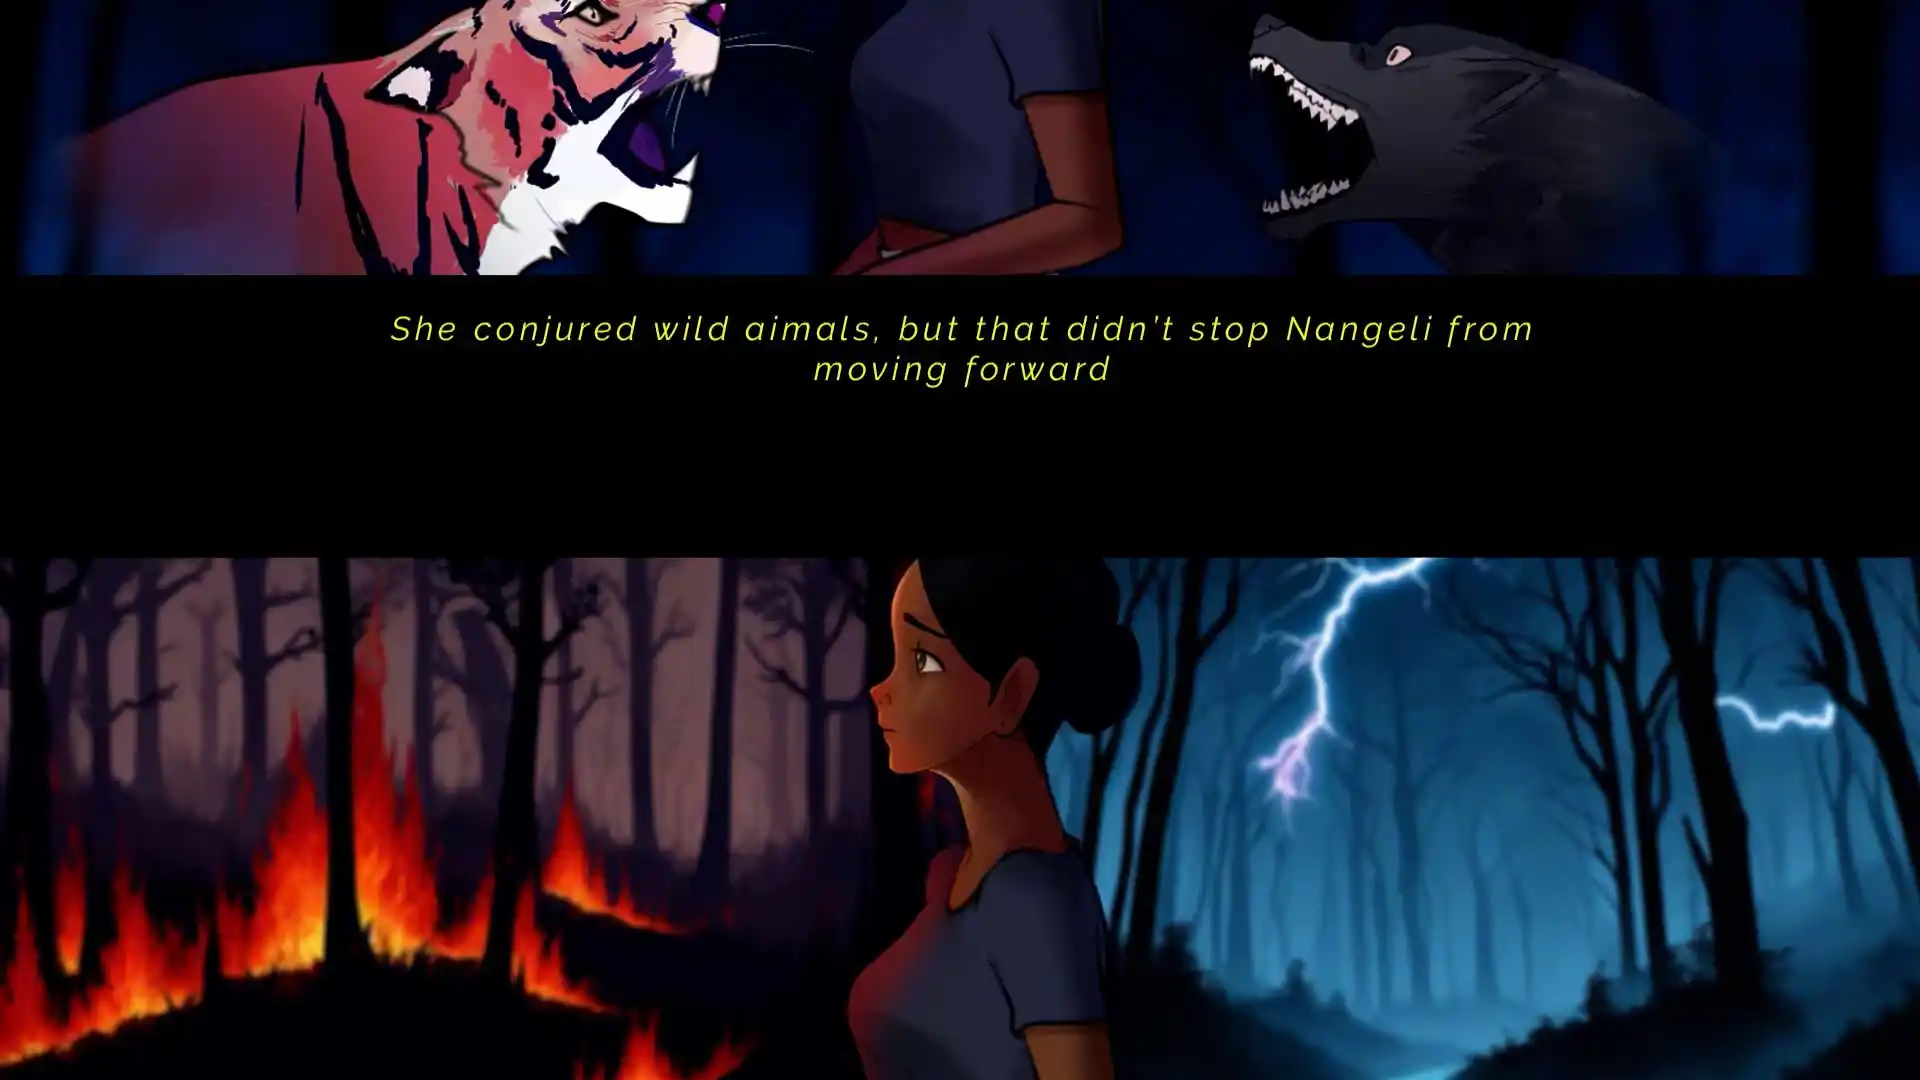 She conjured wild aimals, but that didn't stop Nangeli from
moving forward